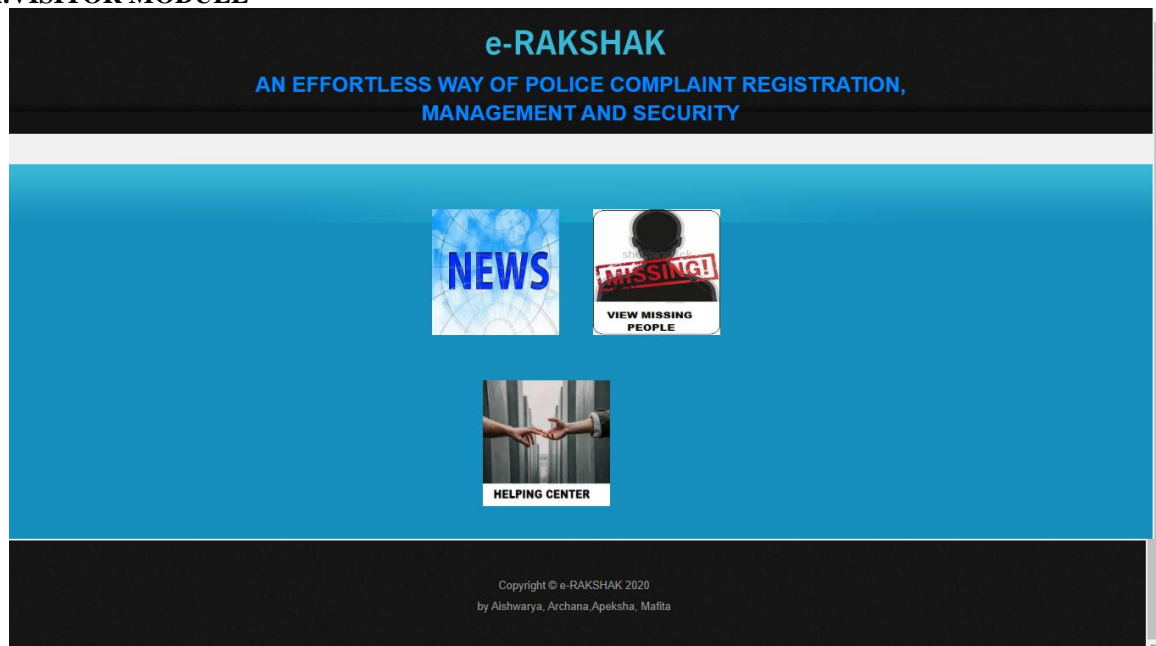 .VISITOR MODULE
e-RAKSHAK
AN EFFORTLESS WAY OF POLICE COMPLAINT REGISTRATION,
MANAGEMENT AND SECURITY
NEWS
MISSING!
VIEW MISSING
PEOPLE
HELPING CENTER
Copyright © e-RAKSHAK 2020
by Aishwarya, Archana,Apeksha, Mafita